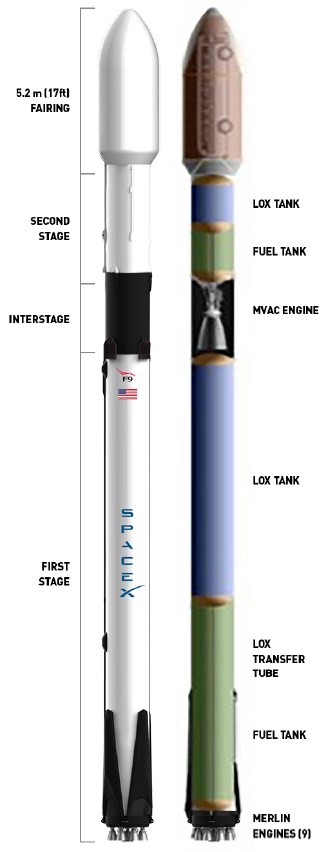 5.2 m (17ft)
FAIRING
SECOND
STAGE
INTERSTAGE
FIRST
STAGE
F9
SPACEX
LOX TANK
FUEL TANK
MVAC ENGINE
LOX TANK
LOX
TRANSFER
TUBE
FUEL TANK
MERLIN
ENGINES (9)